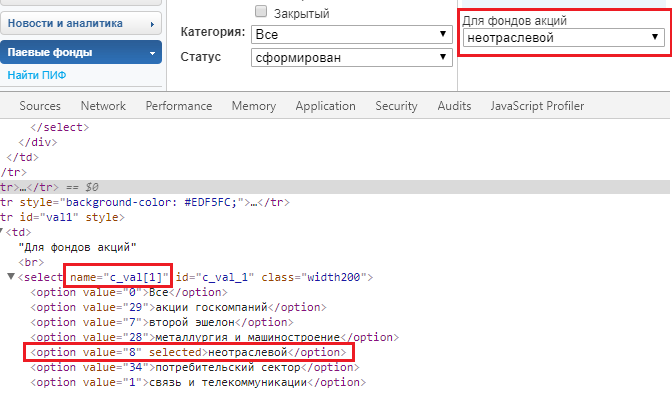 Закрытый
Новости и аналитика
Категория: Все
Для фондов акций
неотраслевой
Паевые фонды
Статус сформирован
Найти ПИФ
Sources Network Performance Memory Application Security Audits JavaScript Profiler
</select>
</div>
</td>
/tr>
tr>…</tr> == $0
tr style="background-color: #EDF5FC;">…</tr>
tr id="val1" style>
<td>
"Для фондов акций"
<br>
<select name="c_val[1]" id="c_val_1" class="width200">
<option value="0">Все</option>
<option value="29">акции госкомпаний</option>
<option value="7">второй эшелон</option>
<option value="28">металлургия и машиностроение</option>
<option value="8" selected>неотраслевой</option>
<option value="34">потребительский сектор</option>
<option value="1">связь и телекоммуникации</option>